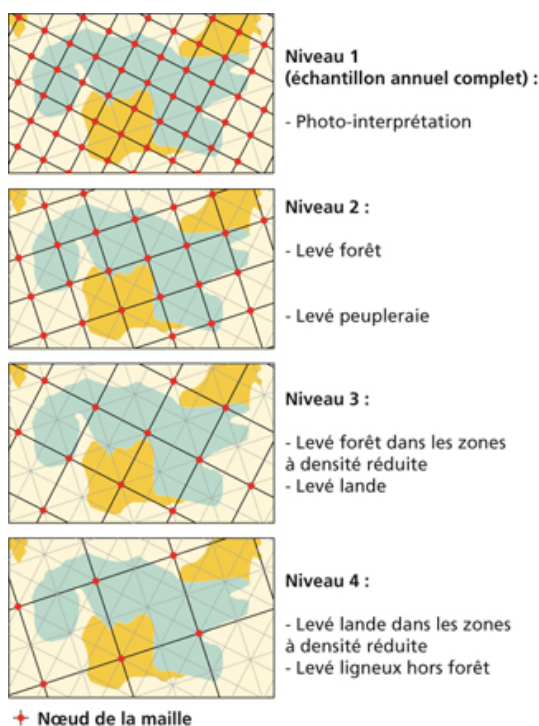 Niveau 1
(échantillon annuel complet) :
- Photo-interprétation
Niveau 2 :
- Levé forêt
- Levé peupleraie
Niveau 3 :
- Levé forêt dans les zones
à densité réduite
- Levé lande
Niveau 4 :
- Levé lande dans les zones
à densité réduite
- Levé ligneux hors forêt
Nœud de la maille